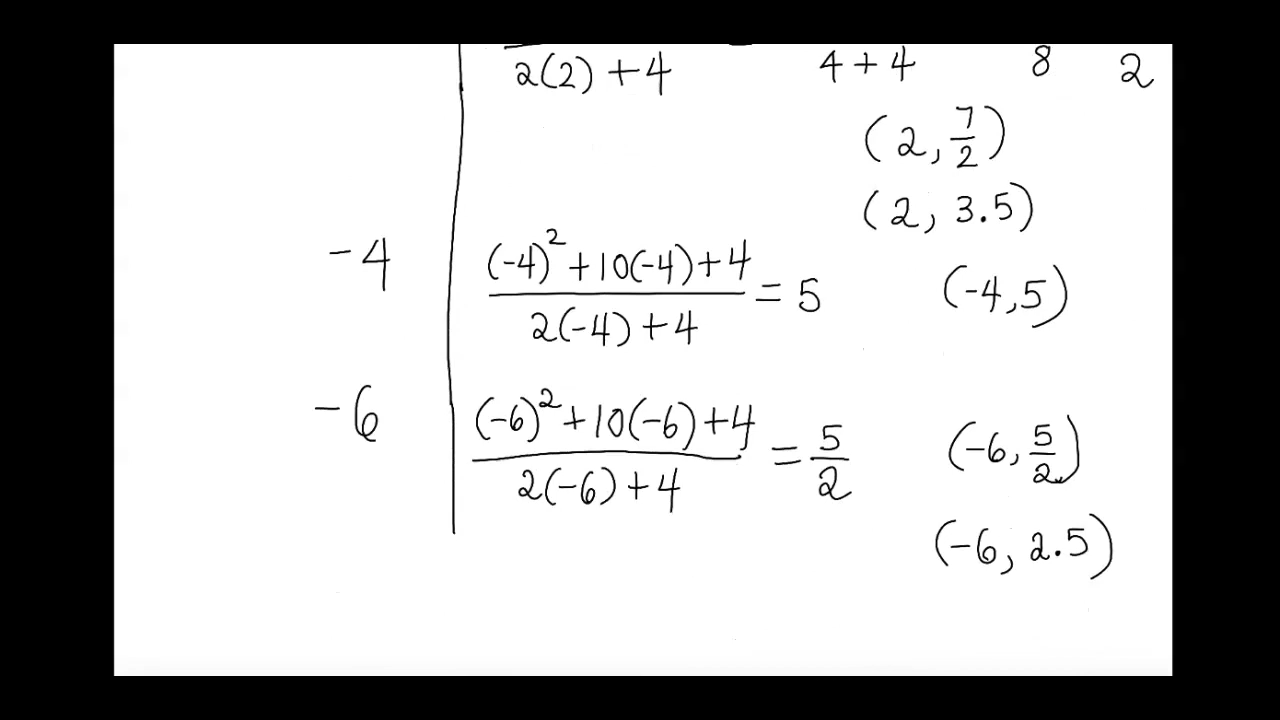 2(2) + 4 4 + 4 8 2
(2, 7/2)
(2, 3.5)
-4 ((-4)² + 10(-4) + 4)/(2(-4) + 4) = 5 (-4, 5)
-6 ((-6)² + 10(-6) + 4)/(2(-6) + 4) = 5/2 (-6, 5/2)
(-6, 2.5)